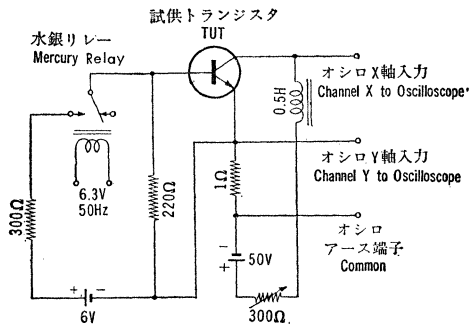 試供トランジスタ
TUT
水銀リレー
Mercury Relay
オシロX軸入力
Channel X to Oscilloscope
0.5H
オシロY軸入力
Channel Y to Oscilloscope
6.3V
50Hz
300Ω
220Ω
1Ω
オシロ
アース端子
Common
- 
+
50V
+ -
6V
300Ω